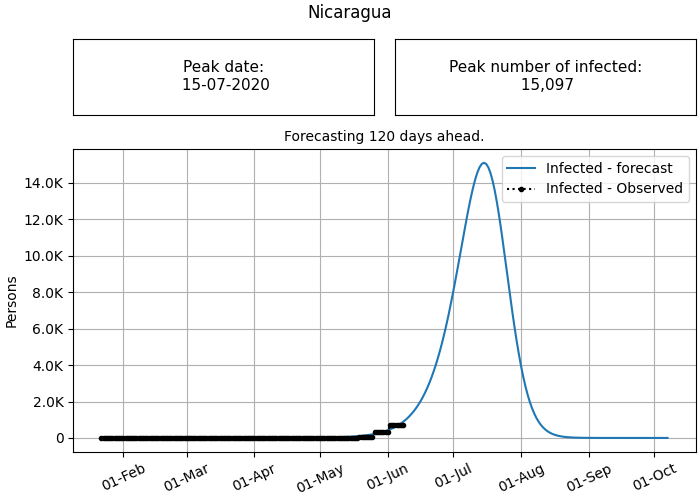 Nicaragua
Peak date:
15-07-2020
Peak number of infected:
15,097
Forecasting 120 days ahead.
Infected - forecast
Infected - Observed
Persons
14.0K
12.0K
10.0K
8.0K
6.0K
4.0K
2.0K
0
01-Feb
01-Mar
01-Apr
01-May
01-Jun
01-Jul
01-Aug
01-Sep
01-Oct